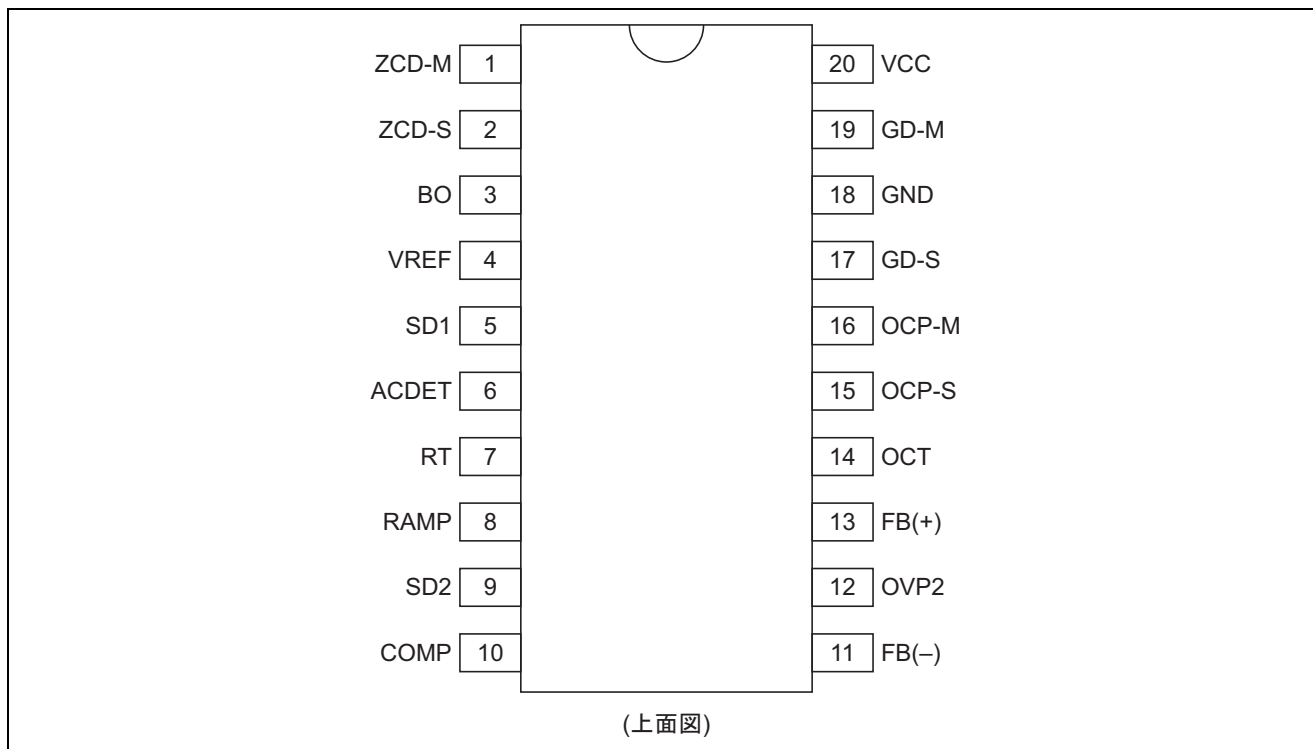 ZCD-M 1 20 VCC
ZCD-S 2 19 GD-M
BO 3 18 GND
VREF 4 17 GD-S
SD1 5 16 OCP-M
ACDET 6 15 OCP-S
RT 7 14 OCT
RAMP 8 13 FB(+)
SD2 9 12 OVP2
COMP 10 11 FB(–)
(上面図)